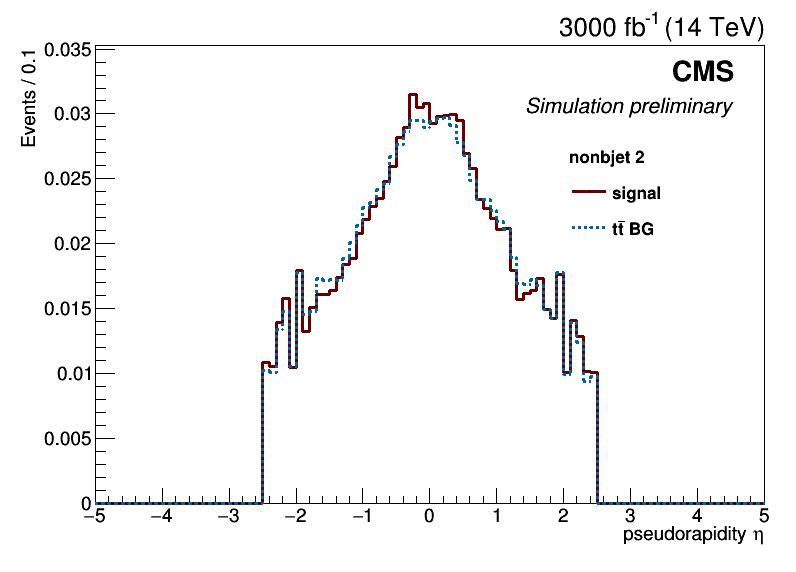 3000 fb⁻¹ (14 TeV)
Events / 0.1
0.035
0.03
0.025
0.02
0.015
0.01
0.005
0
CMS
Simulation preliminary
nonbjet 2
signal
tt̄ BG
−5 −4 −3 −2 −1 0 1 2 3 4 5
pseudorapidity η